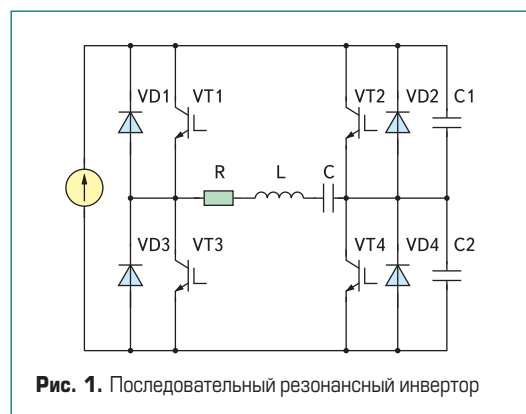 VD1 VT1 VT2 VD2 C1
R L C
VD3 VT3 VT4 VD4 C2
Рис. 1. Последовательный резонансный инвертор